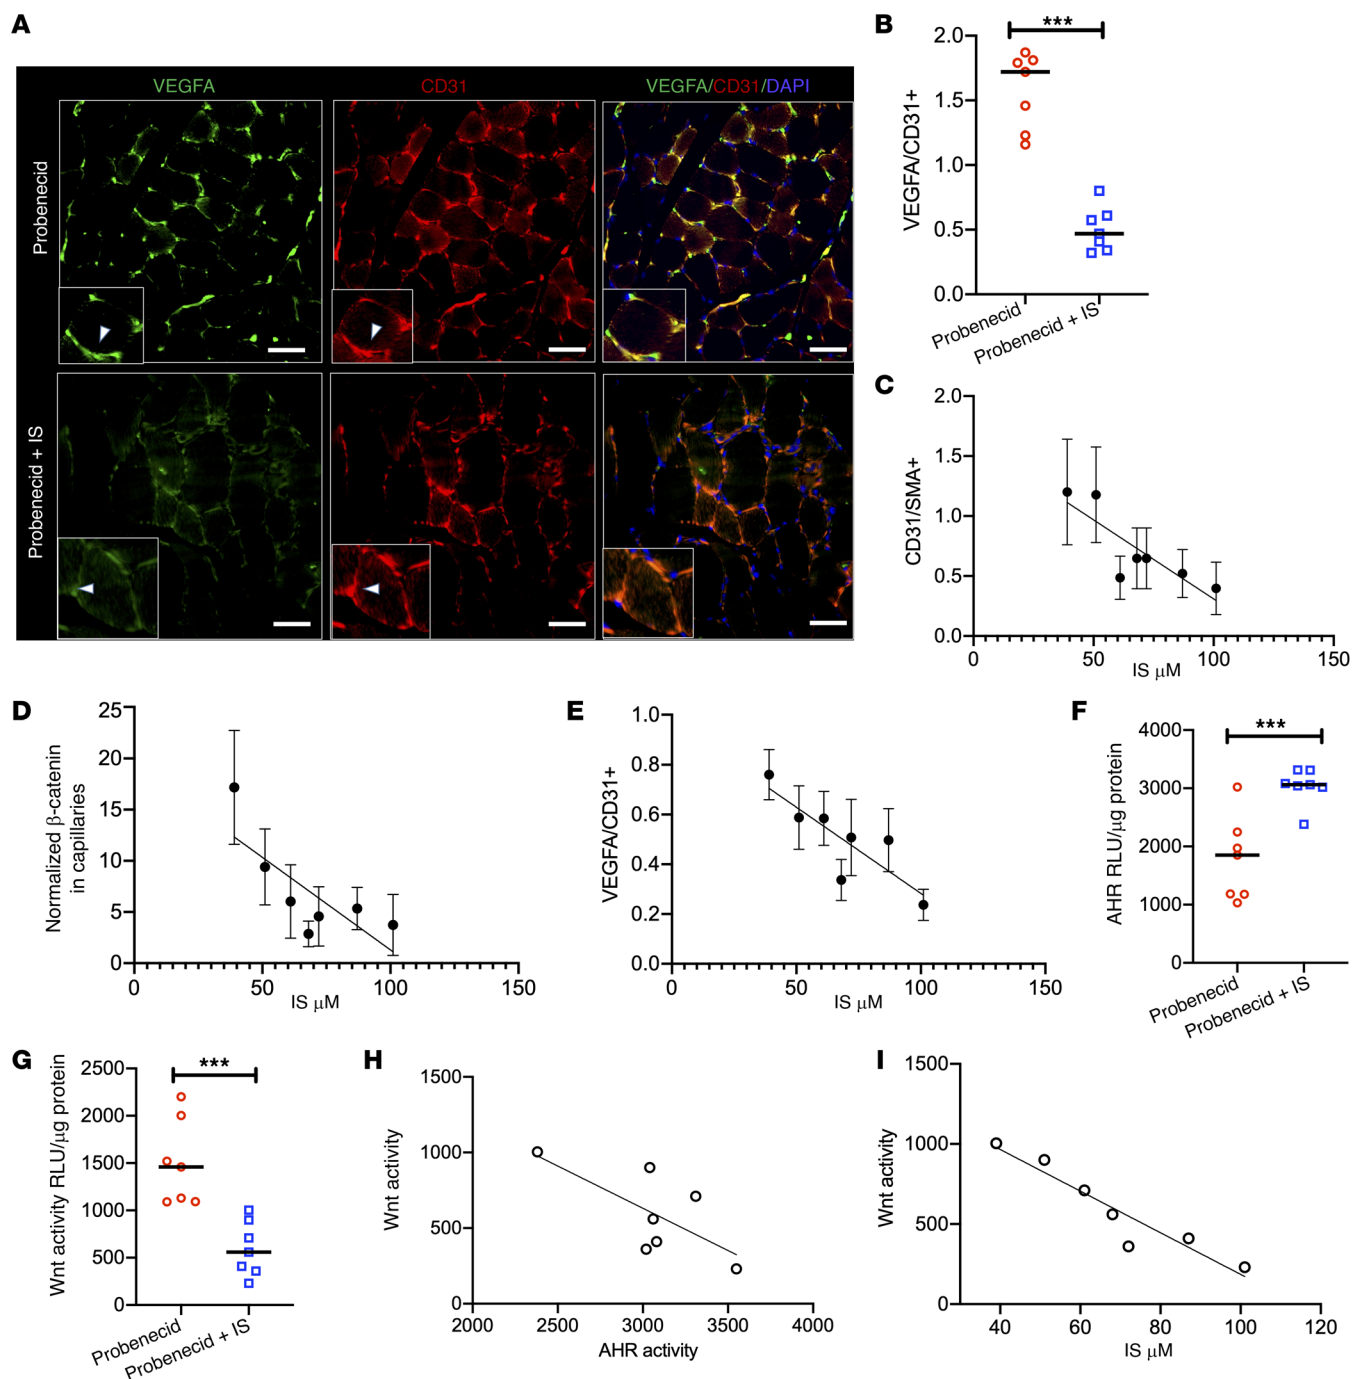 A
VEGFA
CD31
VEGFA/CD31/DAPI
Probenecid
Probenecid + IS
B
***
VEGFA/CD31+
2.0
1.5
1.0
0.5
0.0
Probenecid
Probenecid + IS
C
CD31/SMA+
2.0
1.5
1.0
0.5
0.0
0 50 100 150
IS μM
D
Normalized β-catenin
in capillaries
25
20
15
10
5
0
0 50 100 150
IS μM
E
VEGFA/CD31+
1.0
0.8
0.6
0.4
0.2
0.0
0 50 100 150
IS μM
F
***
AHR RLU/μg protein
4000
3000
2000
1000
0
Probenecid
Probenecid + IS
G
***
Wnt activity RLU/μg protein
2500
2000
1500
1000
500
0
Probenecid
Probenecid + IS
H
Wnt activity
1500
1000
500
0
2000 2500 3000 3500 4000
AHR activity
I
Wnt activity
1500
1000
500
0
40 60 80 100 120
IS μM